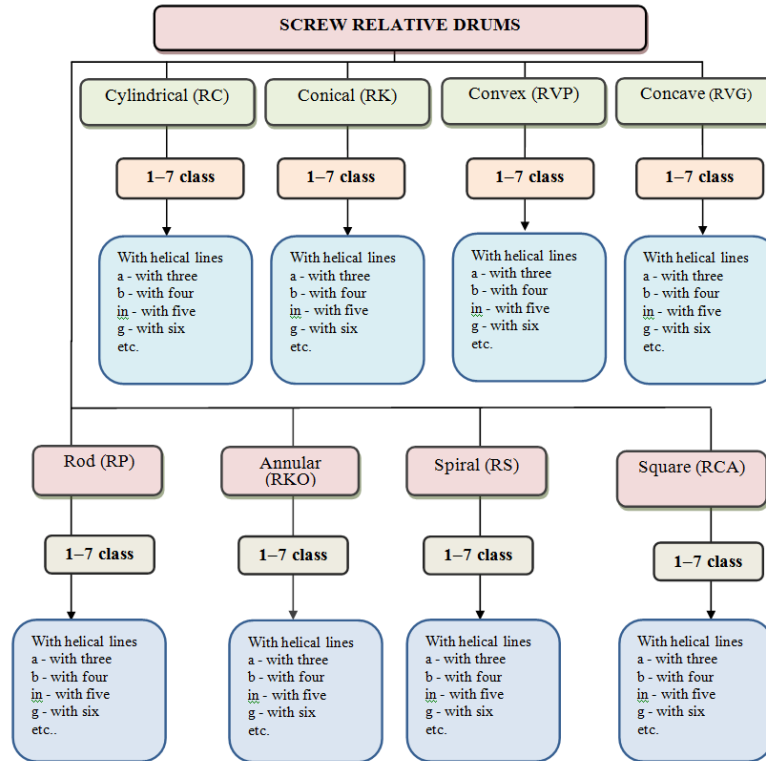 SCREW RELATIVE DRUMS
Cylindrical (RC)
Conical (RK)
Convex (RVP)
Concave (RVG)
1–7 class
1–7 class
1–7 class
1–7 class
With helical lines
a - with three
b - with four
in - with five
g - with six
etc.
With helical lines
a - with three
b - with four
in - with five
g - with six
etc.
With helical lines
a - with three
b - with four
in - with five
g - with six
etc.
With helical lines
a - with three
b - with four
in - with five
g - with six
etc.
Rod (RP)
Annular
(RKO)
Spiral (RS)
Square (RCA)
1–7 class
1–7 class
1–7 class
1–7 class
With helical lines
a - with three
b - with four
in - with five
g - with six
etc..
With helical lines
a - with three
b - with four
in - with five
g - with six
etc.
With helical lines
a - with three
b - with four
in - with five
g - with six
etc.
With helical lines
a - with three
b - with four
in - with five
g - with six
etc.